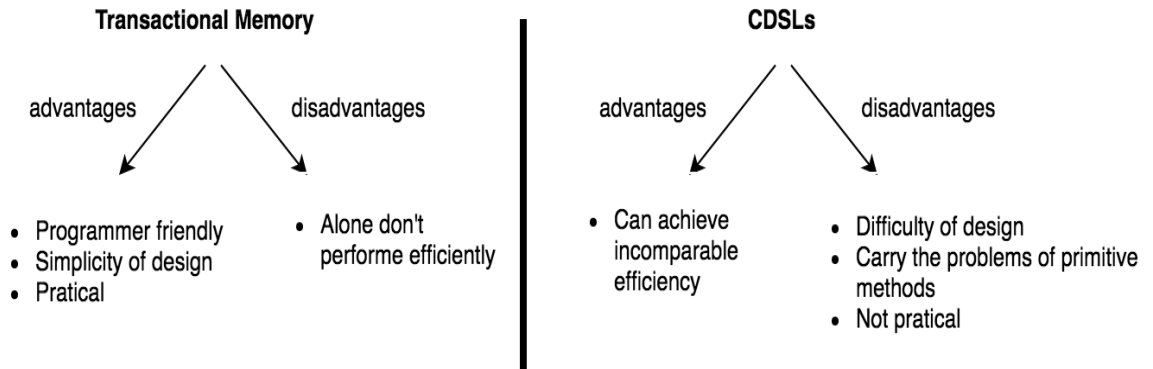 Transactional Memory
advantages
disadvantages
• Programmer friendly
• Simplicity of design
• Pratical
• Alone don't
performe efficiently
CDSLs
advantages
disadvantages
• Can achieve
incomparable
efficiency
• Difficulty of design
• Carry the problems of primitive
methods
• Not pratical